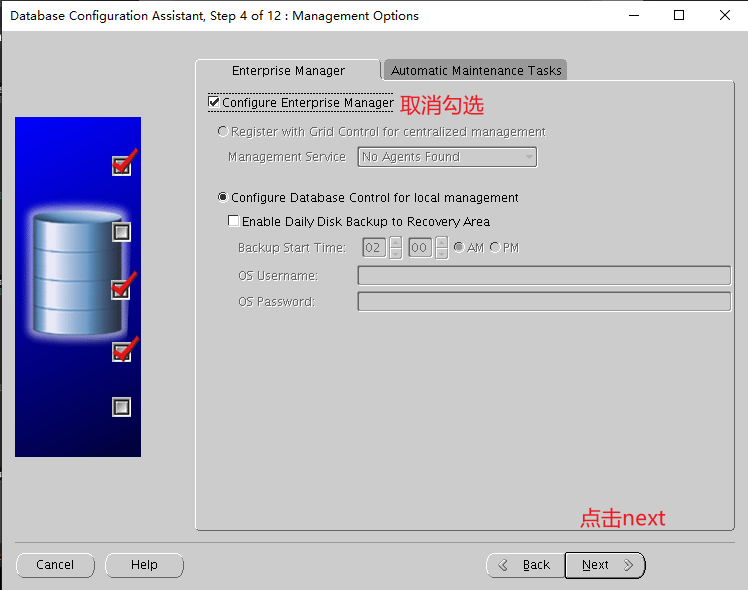 Database Configuration Assistant, Step 4 of 12 : Management Options
Enterprise Manager
Automatic Maintenance Tasks
Configure Enterprise Manager 取消勾选
Register with Grid Control for centralized management
Management Service No Agents Found
Configure Database Control for local management
Enable Daily Disk Backup to Recovery Area
Backup Start Time: 02 00 AM PM
OS Username:
OS Password:
点击next
Cancel
Help
Back
Next